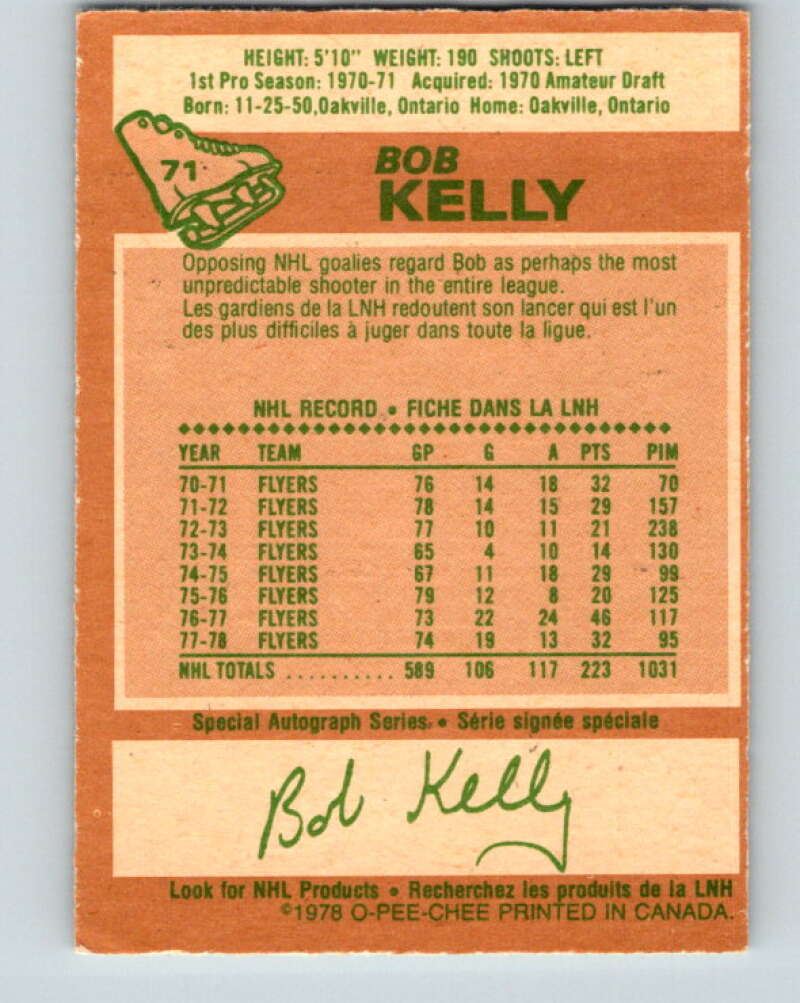 HEIGHT: 5'10" WEIGHT: 190 SHOOTS: LEFT
1st Pro Season: 1970-71 Acquired: 1970 Amateur Draft
Born: 11-25-50, Oakville, Ontario Home: Oakville, Ontario
71
BOB
KELLY
Opposing NHL goalies regard Bob as perhaps the most
unpredictable shooter in the entire league.
Les gardiens de la LNH redoutent son lancer qui est l'un
des plus difficiles à juger dans toute la ligue.
NHL RECORD • FICHE DANS LA LNH
YEAR TEAM GP G A PTS PIM
70-71 FLYERS 76 14 18 32 70
71-72 FLYERS 78 14 15 29 157
72-73 FLYERS 77 10 11 21 238
73-74 FLYERS 65 4 10 14 130
74-75 FLYERS 67 11 18 29 99
75-76 FLYERS 79 12 8 20 125
76-77 FLYERS 73 22 24 46 117
77-78 FLYERS 74 19 13 32 95
NHL TOTALS .......... 589 106 117 223 1031
Special Autograph Series • Série signée spéciale
Bob Kelly
Look for NHL Products • Recherchez les produits de la LNH
©1978 O-PEE-CHEE PRINTED IN CANADA.